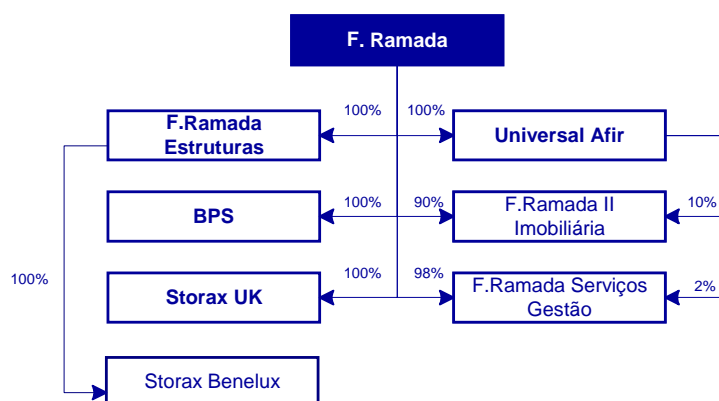 F. Ramada
100%
100%
F.Ramada
Estruturas
Universal Afir
100%
90%
10%
BPS
F.Ramada II
Imobiliária
100%
100%
98%
2%
Storax UK
F.Ramada Serviços
Gestão
Storax Benelux